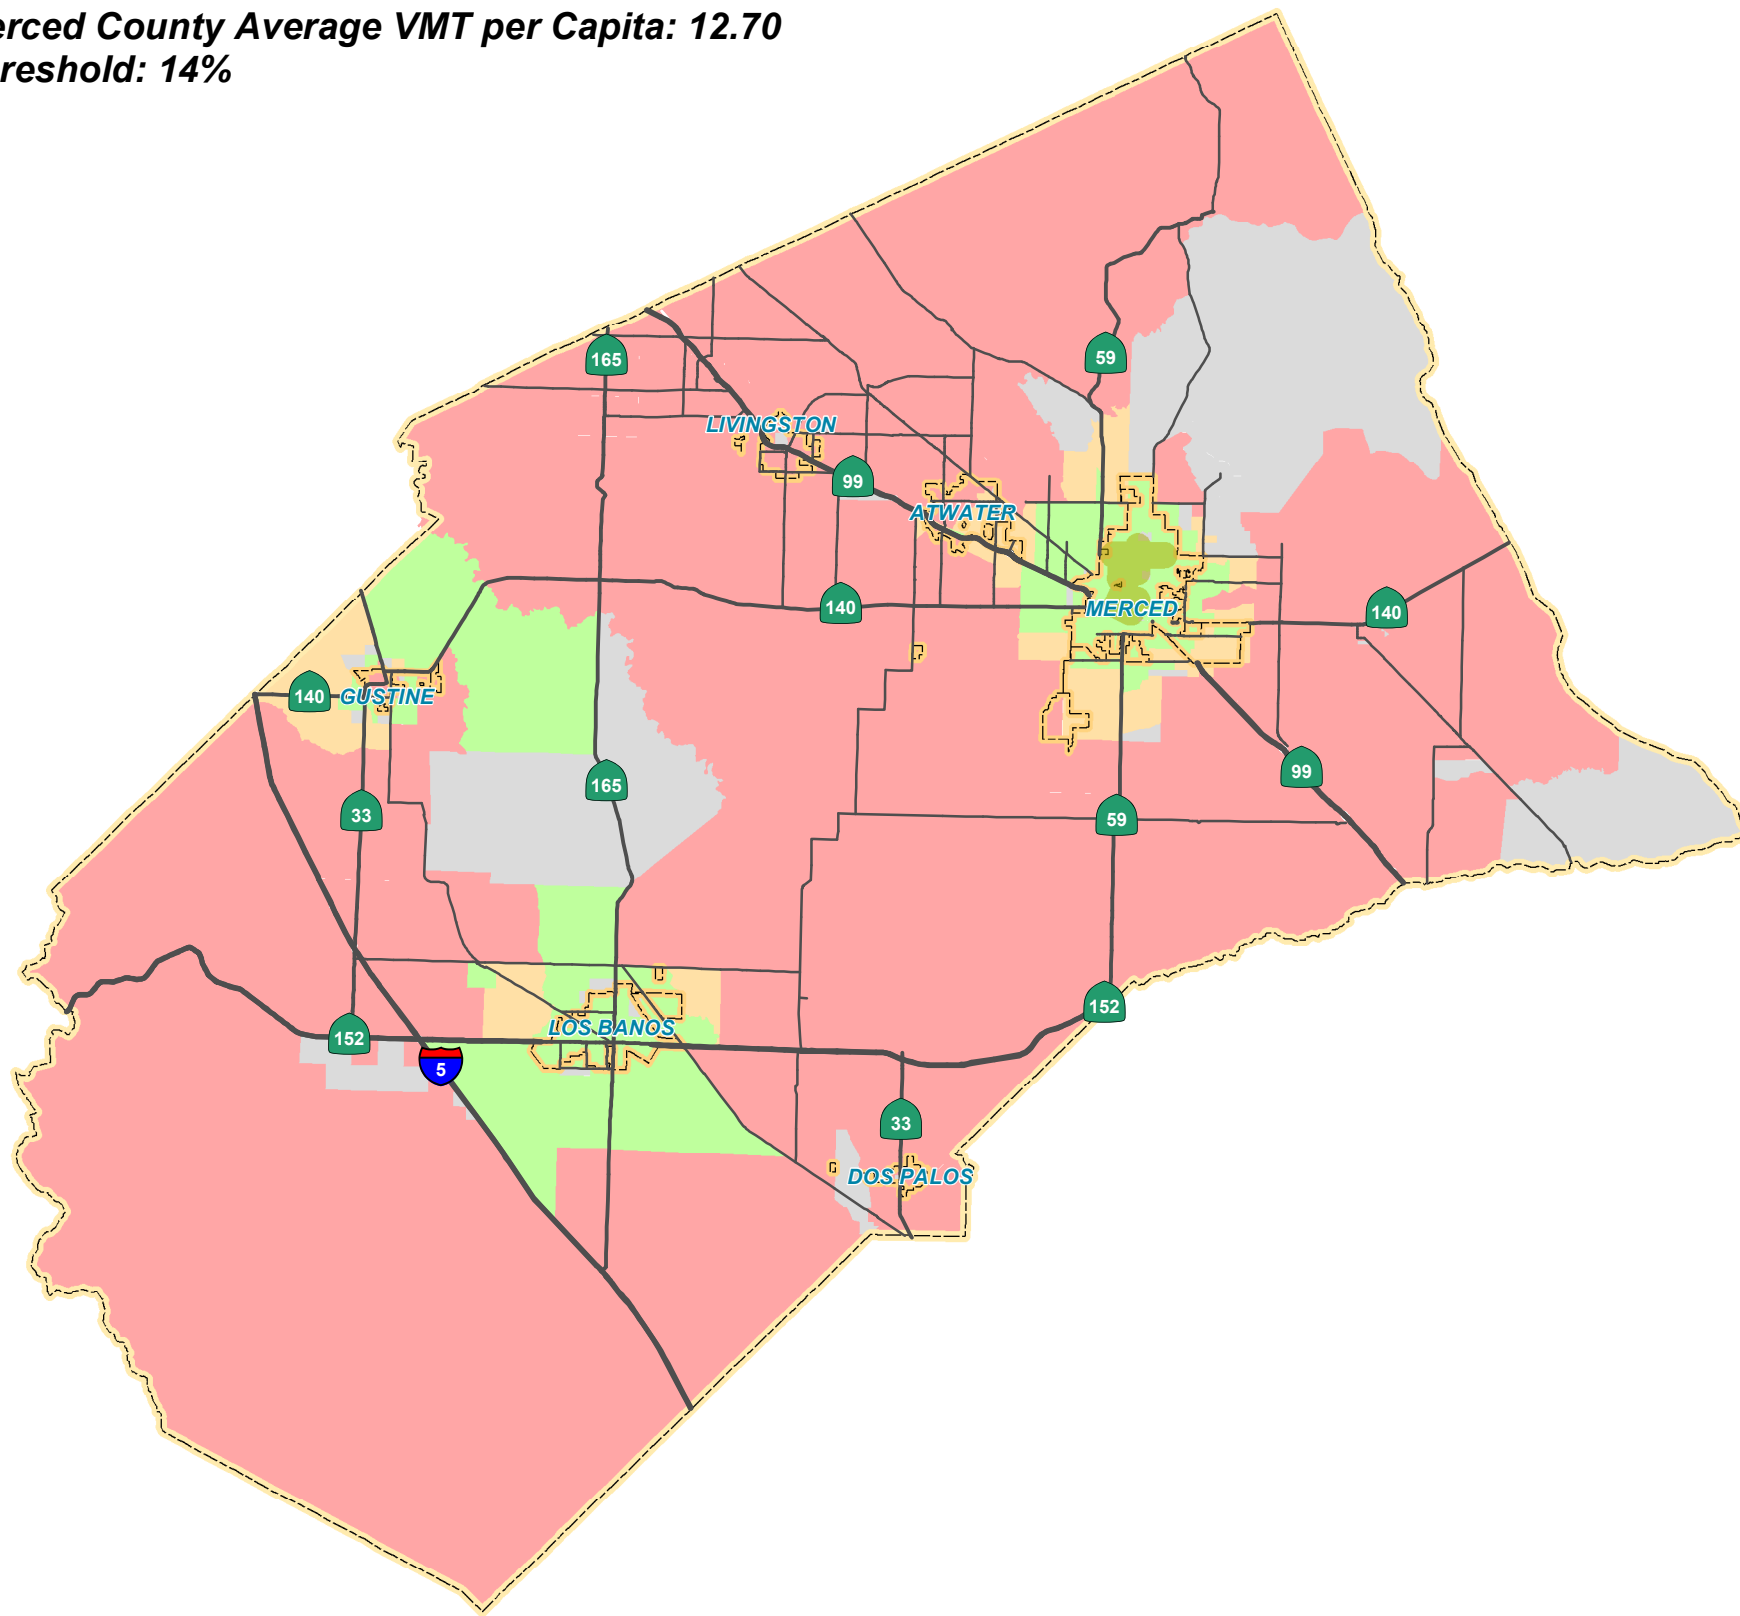 erced County Average VMT per Capita: 12.70
reshold: 14%
165
59
LIVINGSTON
99
ATWATER
140
MERCED
140
140
GUSTINE
165
99
33
59
152
LOS BANOS
152
5
33
DOS PALOS